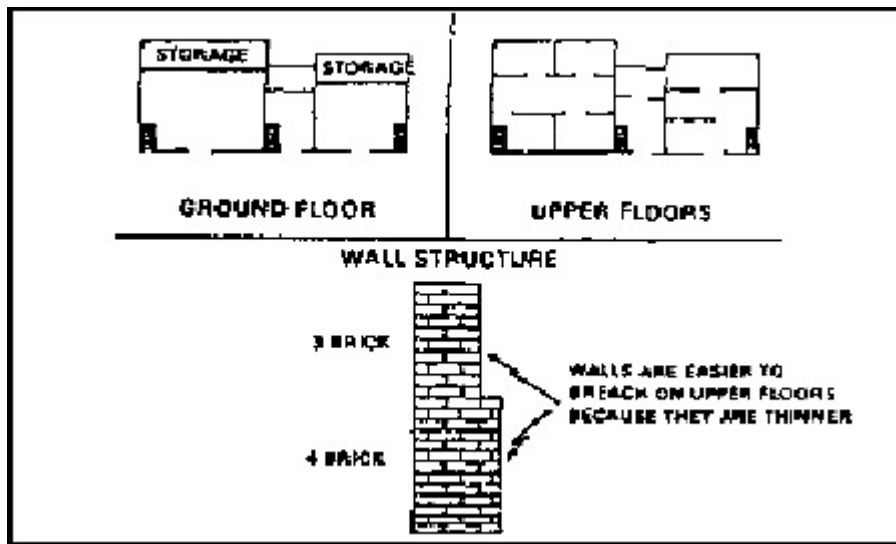 STORAGE
STORAGE
GROUND FLOOR
UPPER FLOORS
WALL STRUCTURE
3 BRICK
WALLS ARE EASIER TO
BREACH ON UPPER FLOORS
BECAUSE THEY ARE THINNER
4 BRICK